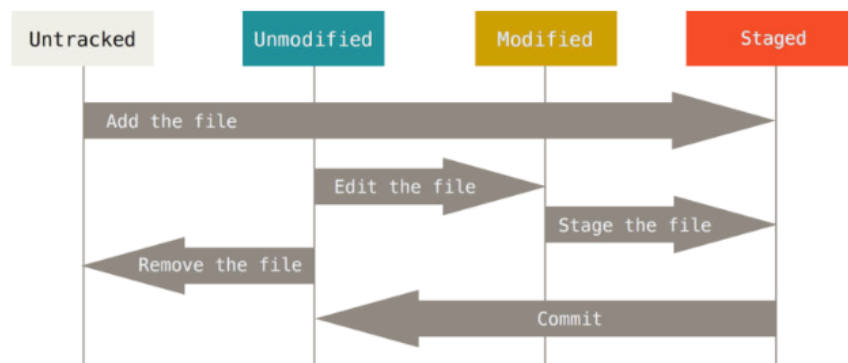 Untracked
Unmodified
Modified
Staged
Add the file
Edit the file
Stage the file
Remove the file
Commit